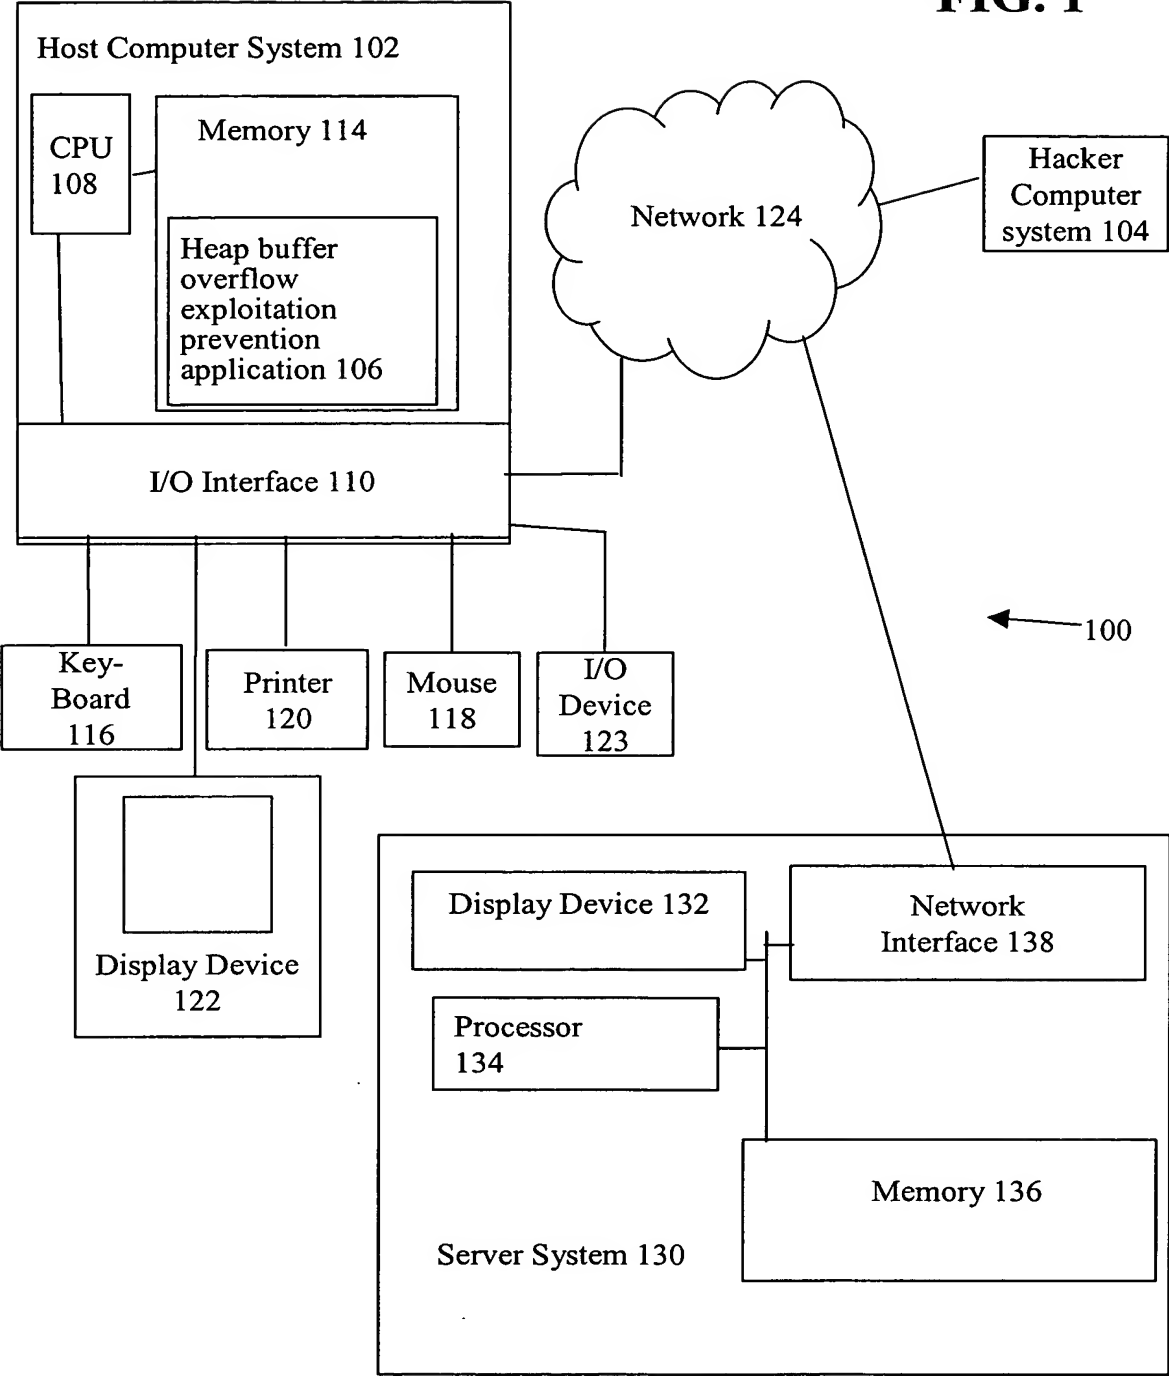 FIG. 1
Host Computer System 102
CPU
108
Memory 114
Heap buffer
overflow
exploitation
prevention
application 106
I/O Interface 110
Network 124
Hacker
Computer
system 104
100
Key-
Board
116
Printer
120
Mouse
118
I/O
Device
123
Display Device
122
Display Device 132
Network
Interface 138
Processor
134
Memory 136
Server System 130